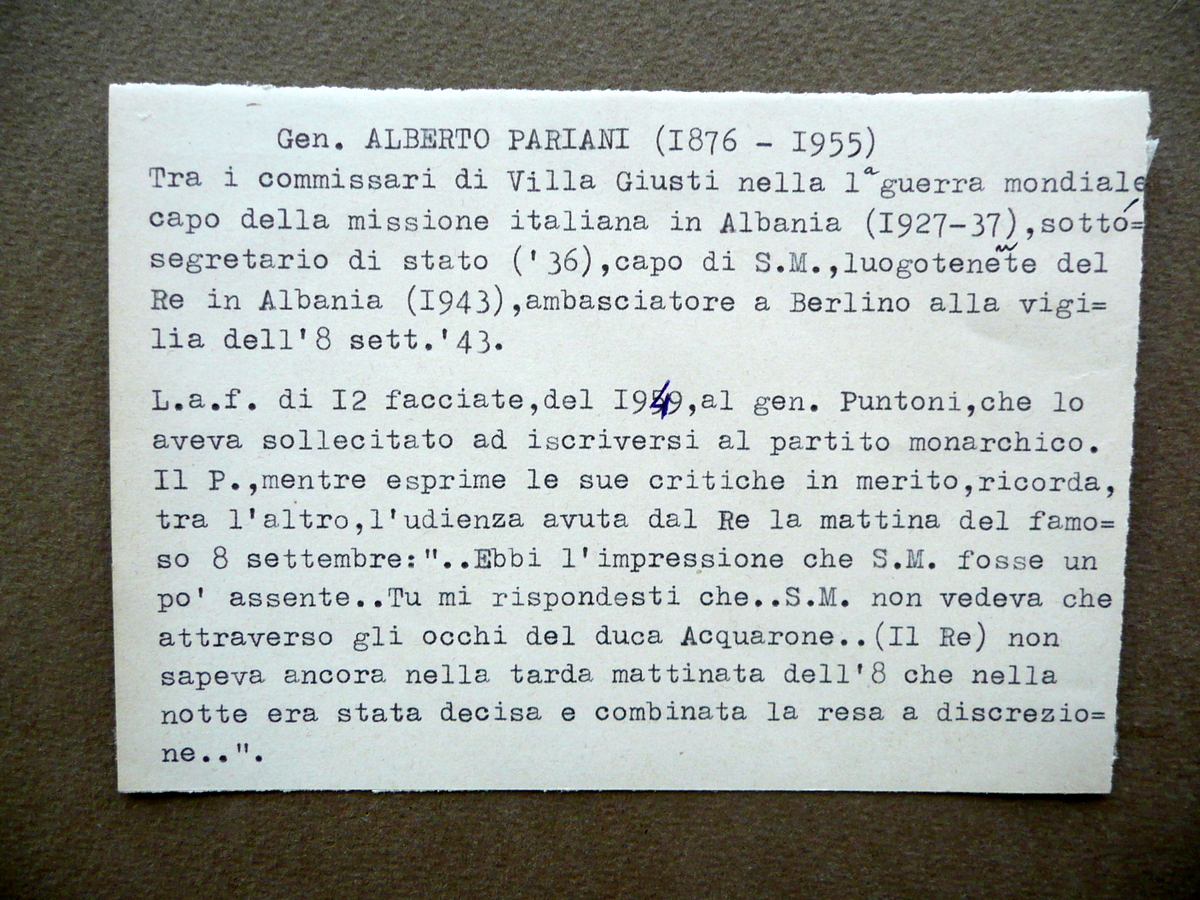 Gen. ALBERTO PARIANI (I876 - I955)
Tra i commissari di Villa Giusti nella 1ª guerra mondiale
capo della missione italiana in Albania (I927-37),sotto=
segretario di stato ('36),capo di S.M.,luogotenente del
Re in Albania (I943),ambasciatore a Berlino alla vigi=
lia dell'8 sett.'43.
L.a.f. di I2 facciate,del I949,al gen. Puntoni,che lo
aveva sollecitato ad iscriversi al partito monarchico.
Il P.,mentre esprime le sue critiche in merito,ricorda,
tra l'altro,l'udienza avuta dal Re la mattina del famo=
so 8 settembre:"..Ebbi l'impressione che S.M. fosse un
po' assente..Tu mi rispondesti che..S.M. non vedeva che
attraverso gli occhi del duca Acquarone..(Il Re) non
sapeva ancora nella tarda mattinata dell'8 che nella
notte era stata decisa e combinata la resa a discrezio=
ne..".